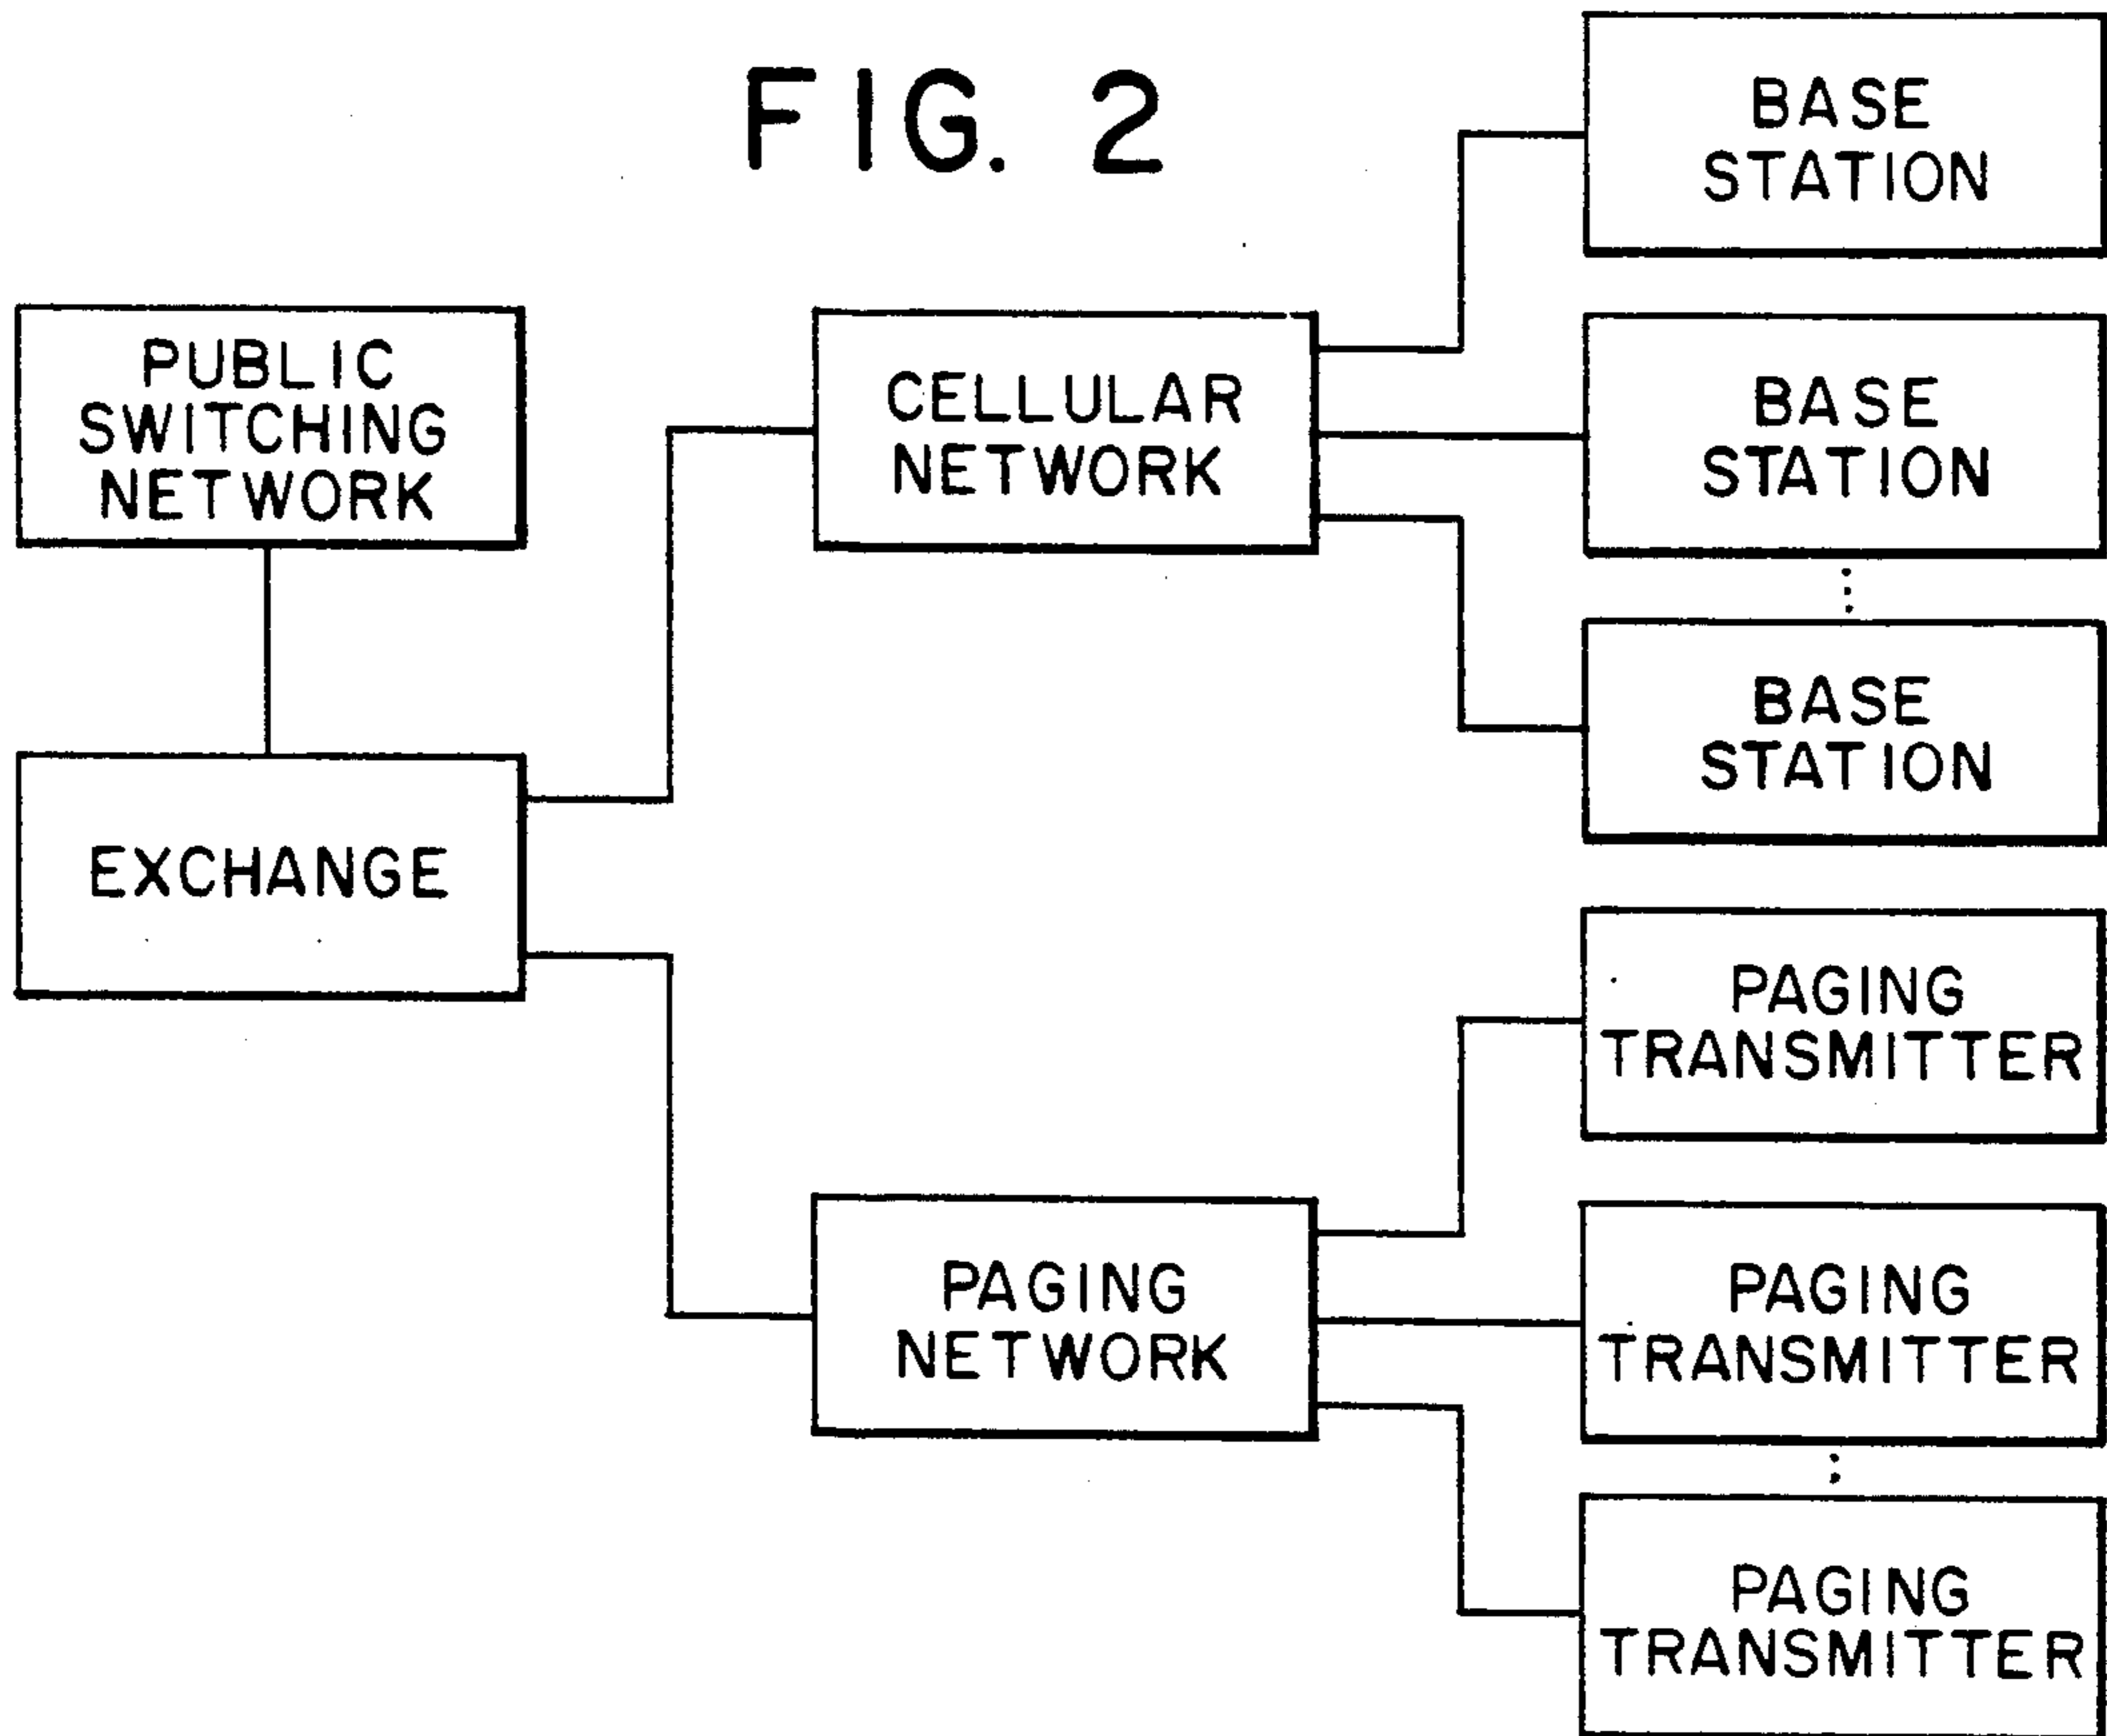 FIG. 2
BASE
STATION
PUBLIC
SWITCHING
NETWORK
CELLULAR
NETWORK
BASE
STATION
BASE
STATION
EXCHANGE
PAGING
TRANSMITTER
PAGING
NETWORK
PAGING
TRANSMITTER
PAGING
TRANSMITTER